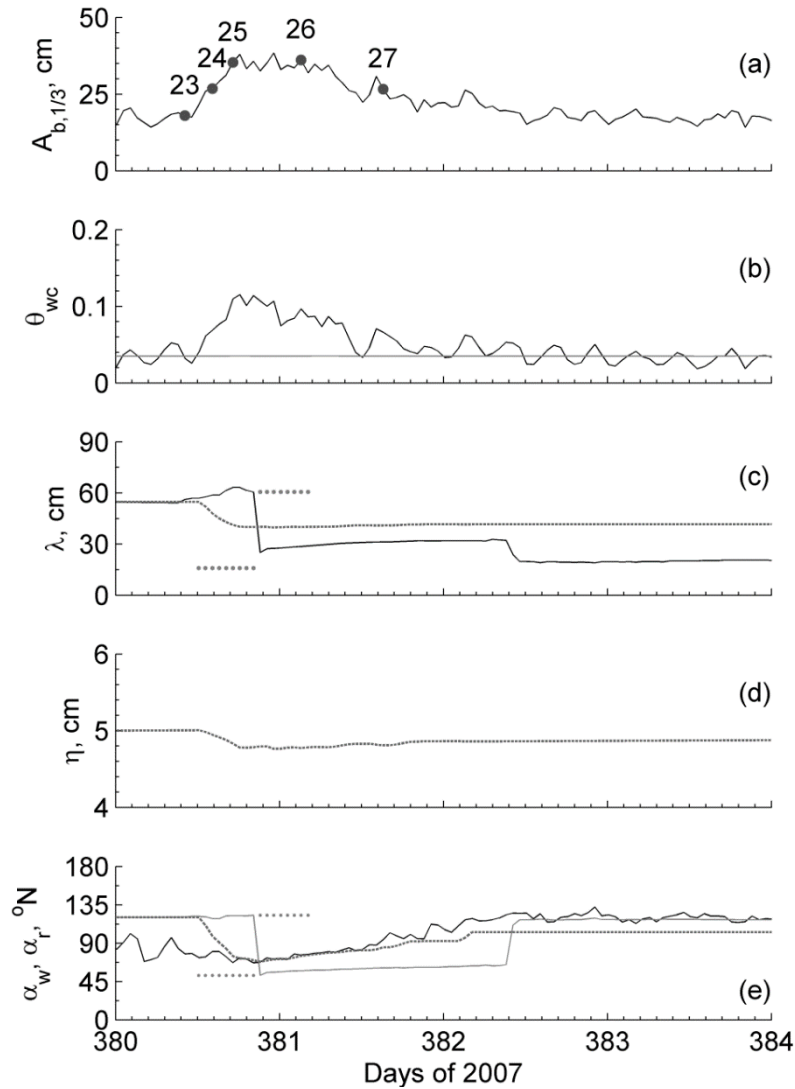 50
25
0
A_b,1/3, cm
23
24
25
26
27
(a)
0.2
0.1
0
θ_wc
(b)
90
60
30
0
λ, cm
(c)
6
5
4
η, cm
(d)
180
135
90
45
0
α_w, α_r, °N
(e)
380
381
382
383
384
Days of 2007